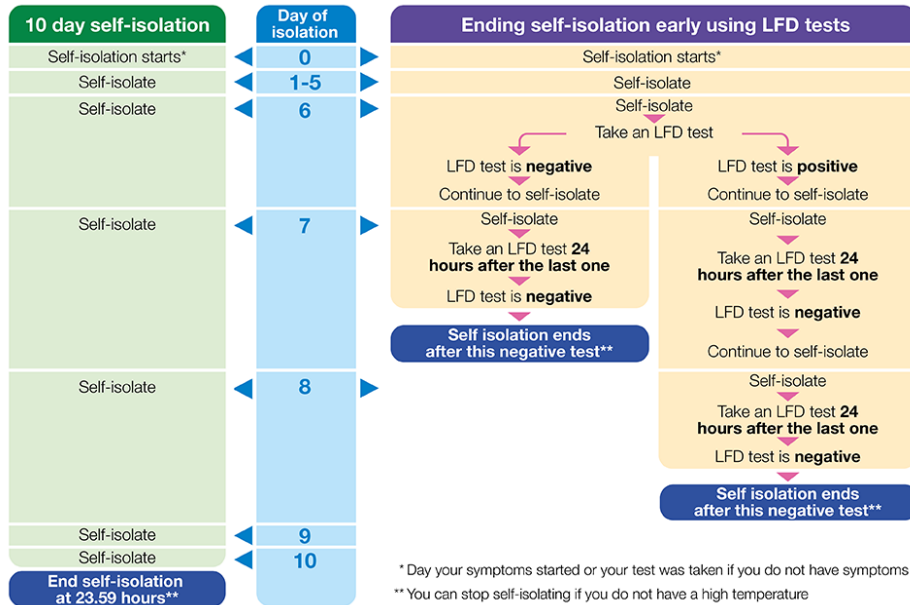 10 day self-isolation
Day of
isolation
Ending self-isolation early using LFD tests
Self-isolation starts*
0
Self-isolation starts*
Self-isolate
1-5
Self-isolate
Self-isolate
6
Self-isolate
Take an LFD test
LFD test is negative
LFD test is positive
Continue to self-isolate
Continue to self-isolate
Self-isolate
7
Self-isolate
Self-isolate
Take an LFD test 24
hours after the last one
Take an LFD test 24
hours after the last one
LFD test is negative
LFD test is negative
Self isolation ends
after this negative test**
Continue to self-isolate
Self-isolate
8
Self-isolate
Take an LFD test 24
hours after the last one
LFD test is negative
Self isolation ends
after this negative test**
Self-isolate
9
Self-isolate
10
End self-isolation
at 23.59 hours**
* Day your symptoms started or your test was taken if you do not have symptoms
** You can stop self-isolating if you do not have a high temperature